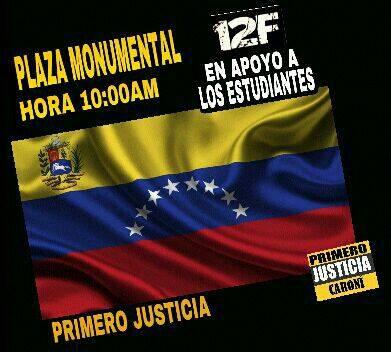 PLAZA MONUMENTAL
HORA 10:00AM
12F
EN APOYO A
LOS ESTUDIANTES
PRIMERO JUSTICIA
PRIMERO
JUSTICIA
CARONÍ